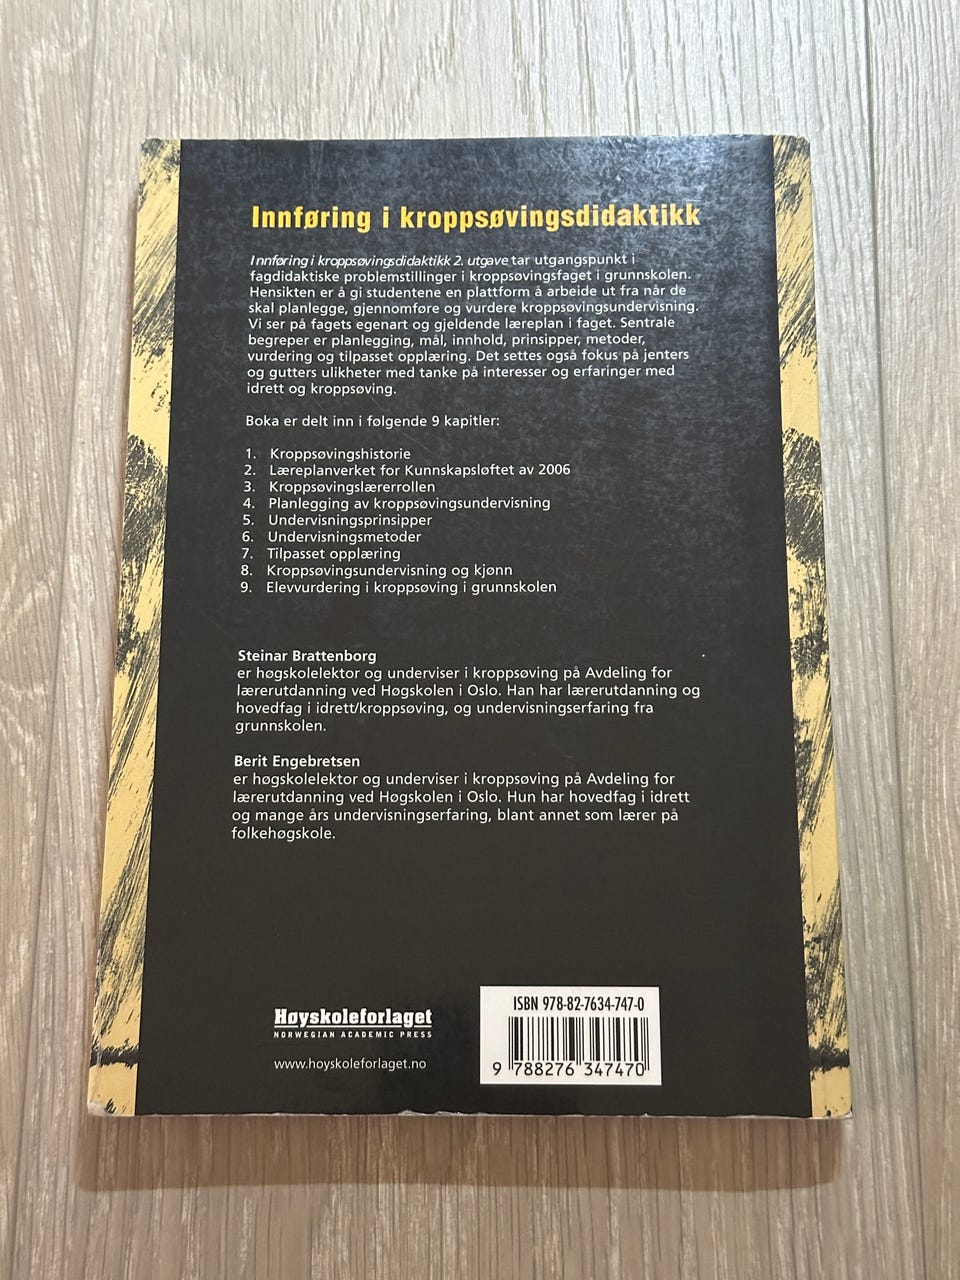 Innføring i kroppsøvingsdidaktikk
Innføring i kroppsøvingsdidaktikk 2. utgave tar utgangspunkt i
fagdidaktiske problemstillinger i kroppsøvingsfaget i grunnskolen.
Hensikten er å gi studentene en plattform å arbeide ut fra når de
skal planlegge, gjennomføre og vurdere kroppsøvingsundervisning.
Vi ser på fagets egenart og gjeldende læreplan i faget. Sentrale
begreper er planlegging, mål, innhold, prinsipper, metoder,
vurdering og tilpasset opplæring. Det settes også fokus på jenters
og gutters ulikheter med tanke på interesser og erfaringer med
idrett og kroppsøving.
Boka er delt inn i følgende 9 kapitler:
1. Kroppsøvingshistorie
2. Læreplanverket for Kunnskapsløftet av 2006
3. Kroppsøvingslærerrollen
4. Planlegging av kroppsøvingsundervisning
5. Undervisningsprinsipper
6. Undervisningsmetoder
7. Tilpasset opplæring
8. Kroppsøvingsundervisning og kjønn
9. Elevvurdering i kroppsøving i grunnskolen
Steinar Brattenborg
er høgskolelektor og underviser i kroppsøving på Avdeling for
lærerutdanning ved Høgskolen i Oslo. Han har lærerutdanning og
hovedfag i idrett/kroppsøving, og undervisningserfaring fra
grunnskolen.
Berit Engebretsen
er høgskolelektor og underviser i kroppsøving på Avdeling for
lærerutdanning ved Høgskolen i Oslo. Hun har hovedfag i idrett
og mange års undervisningserfaring, blant annet som lærer på
folkehøgskole.
Høyskoleforlaget
NORWEGIAN ACADEMIC PRESS
www.hoyskoleforlaget.no
ISBN 978-82-7634-747-0
9 788276 347470